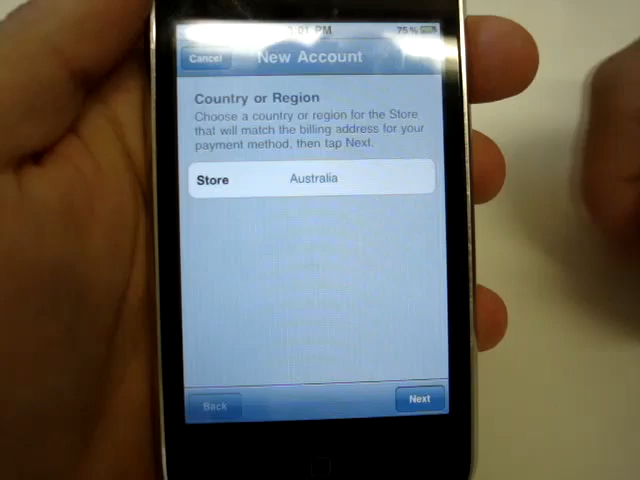 1:01 PM 75%
Cancel New Account
Country or Region
Choose a country or region for the Store
that will match the billing address for your
payment method, then tap Next.
Store Australia
Back Next